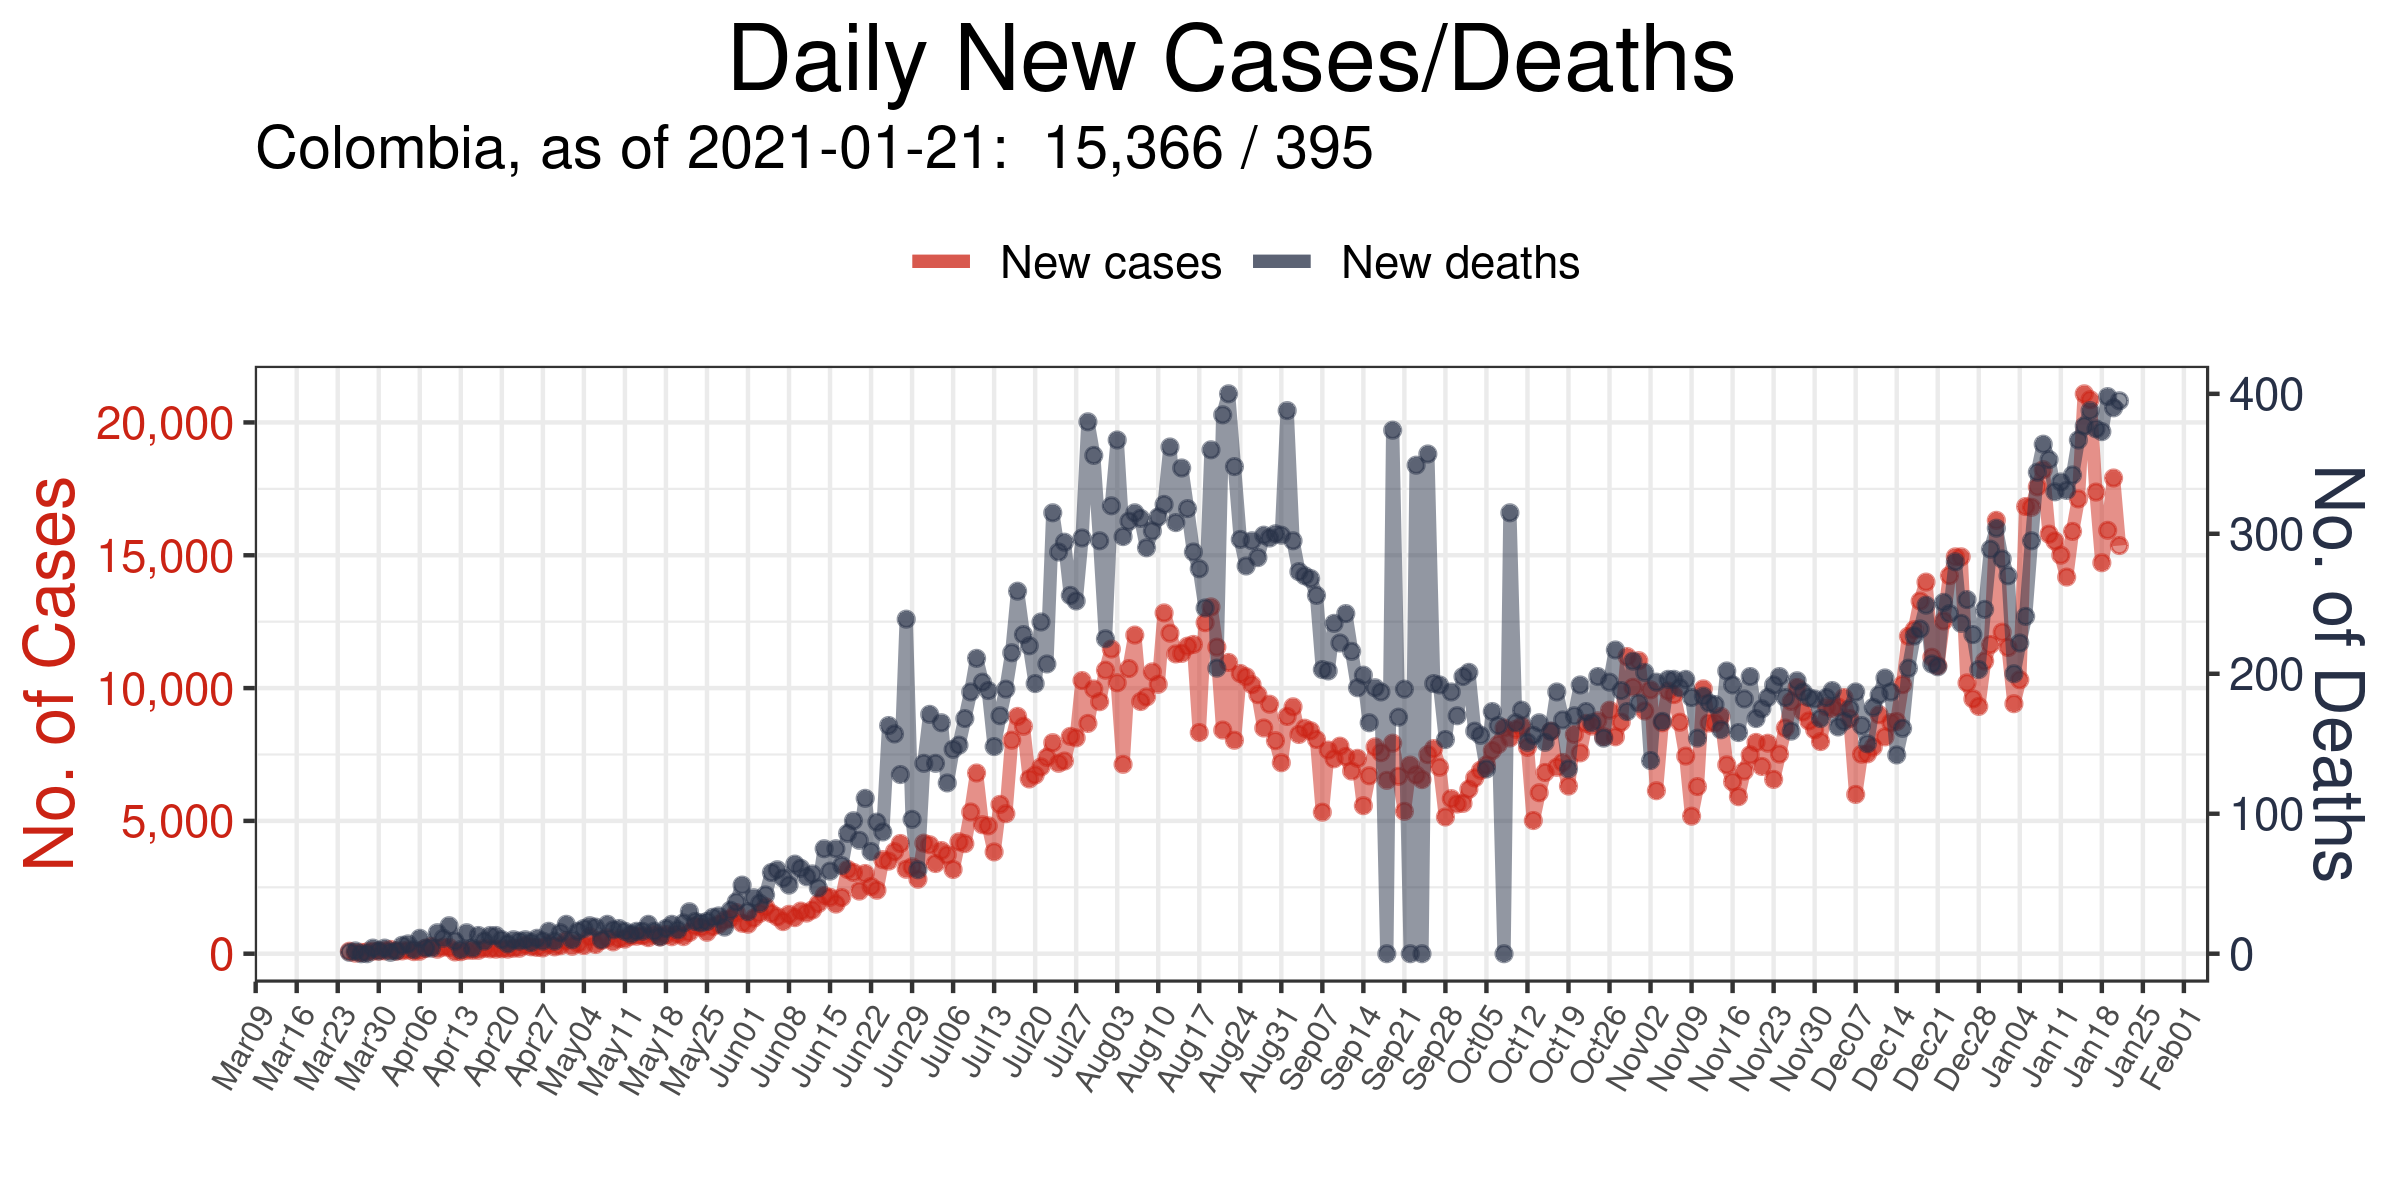 Daily New Cases/Deaths
Colombia, as of 2021-01-21: 15,366 / 395
New cases New deaths
No. of Cases
20,000
15,000
10,000
5,000
0
400
300
200
100
0
No. of Deaths
Mar09 Mar16 Mar23 Mar30 Apr06 Apr13 Apr20 Apr27 May04 May11 May18 May25 Jun01 Jun08 Jun15 Jun22 Jun29 Jul06 Jul13 Jul20 Jul27 Aug03 Aug10 Aug17 Aug24 Aug31 Sep07 Sep14 Sep21 Sep28 Oct05 Oct12 Oct19 Oct26 Nov02 Nov09 Nov16 Nov23 Nov30 Dec07 Dec14 Dec21 Dec28 Jan04 Jan11 Jan18 Jan25 Feb01